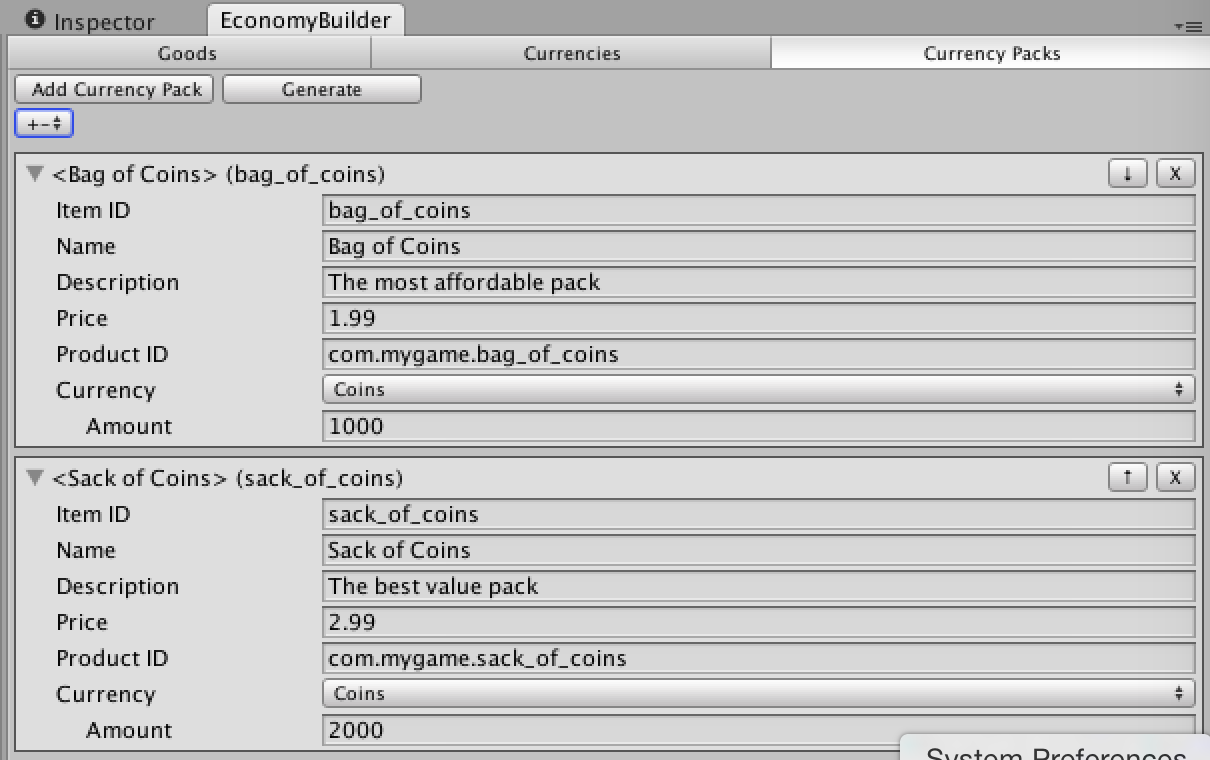 Inspector
EconomyBuilder
Goods Currencies Currency Packs
Add Currency Pack Generate
+-
<Bag of Coins> (bag_of_coins) ↓ X
Item ID bag_of_coins
Name Bag of Coins
Description The most affordable pack
Price 1.99
Product ID com.mygame.bag_of_coins
Currency Coins
Amount 1000
<Sack of Coins> (sack_of_coins) ↑ X
Item ID sack_of_coins
Name Sack of Coins
Description The best value pack
Price 2.99
Product ID com.mygame.sack_of_coins
Currency Coins
Amount 2000
System Preferences